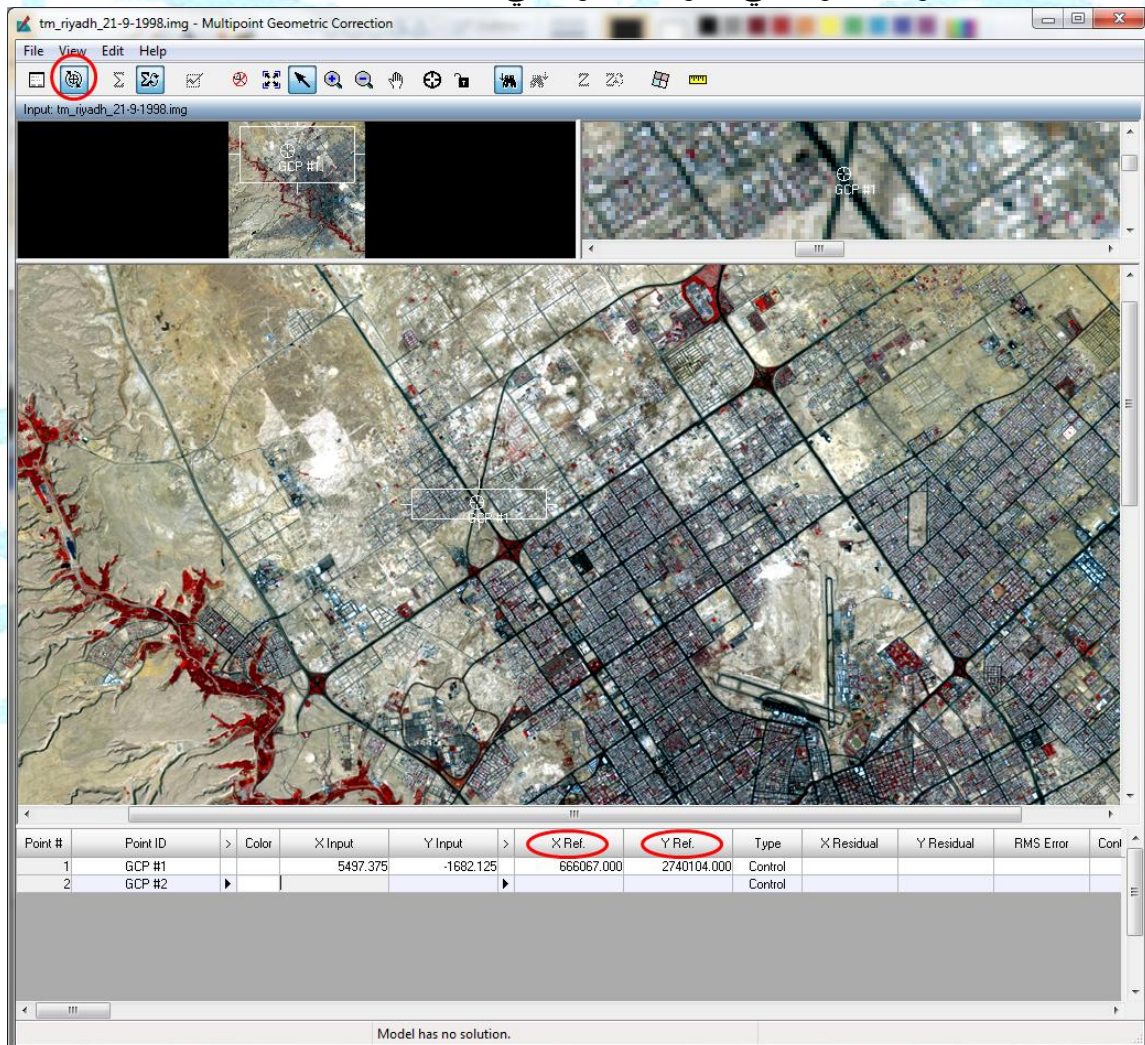 tm_riyadh_21-9-1998.img - Multipoint Geometric Correction
File View Edit Help
Σ Z
Input: tm_riyadh_21-9-1998.img
GCP #1
GCP #1
GCP #1
Point # Point ID > Color X Input Y Input > X Ref. Y Ref. Type X Residual Y Residual RMS Error Cont
1 GCP #1 5497.375 -1682.125 666067.000 2740104.000 Control
2 GCP #2 Control
Model has no solution.